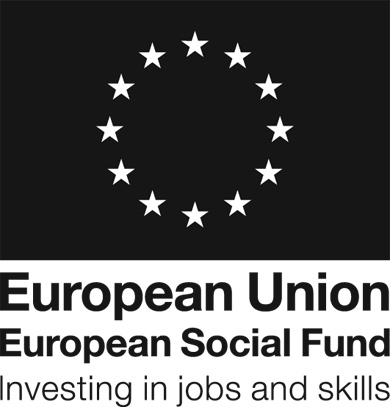 European Union
European Social Fund
Investing in jobs and skills